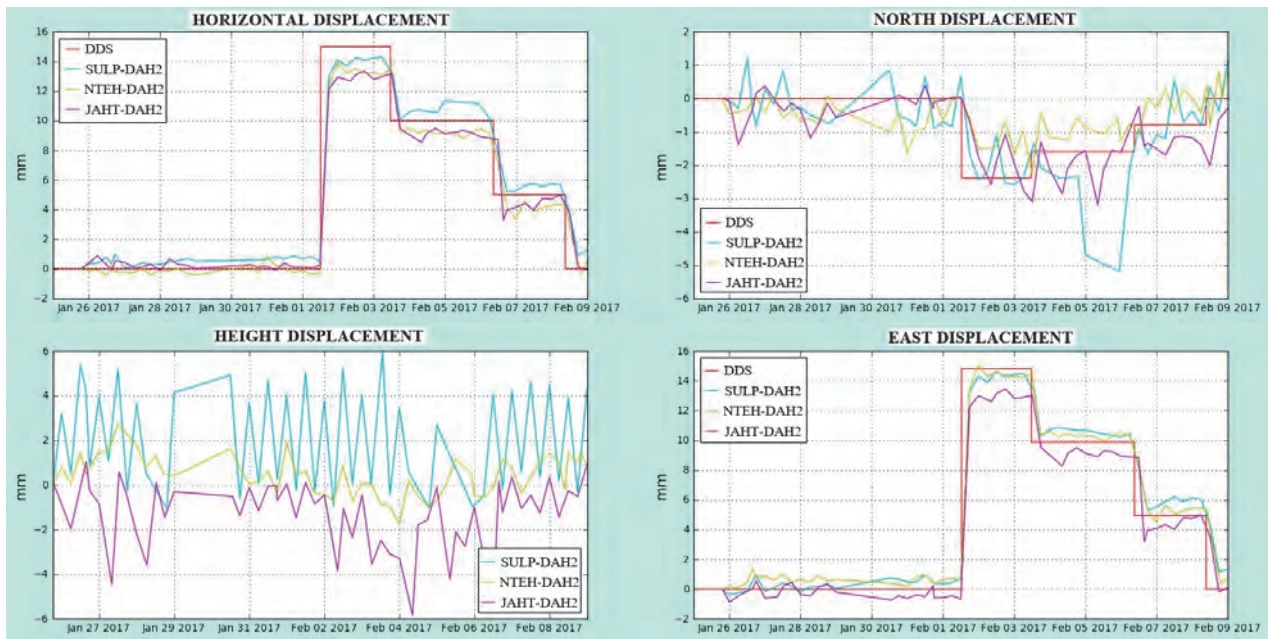 HORIZONTAL DISPLACEMENT
16
14
12
10
8
6
4
2
0
−2
mm
DDS
SULP-DAH2
NTEH-DAH2
JAHT-DAH2
Jan 26 2017 Jan 28 2017 Jan 30 2017 Feb 01 2017 Feb 03 2017 Feb 05 2017 Feb 07 2017 Feb 09 2017
NORTH DISPLACEMENT
2
1
0
−1
−2
−3
−4
−5
−6
mm
DDS
SULP-DAH2
NTEH-DAH2
JAHT-DAH2
Jan 26 2017 Jan 28 2017 Jan 30 2017 Feb 01 2017 Feb 03 2017 Feb 05 2017 Feb 07 2017 Feb 09 2017
HEIGHT DISPLACEMENT
6
4
2
0
−2
−4
−6
mm
SULP-DAH2
NTEH-DAH2
JAHT-DAH2
Jan 27 2017 Jan 29 2017 Jan 31 2017 Feb 02 2017 Feb 04 2017 Feb 06 2017 Feb 08 2017
EAST DISPLACEMENT
16
14
12
10
8
6
4
2
0
−2
mm
DDS
SULP-DAH2
NTEH-DAH2
JAHT-DAH2
Jan 26 2017 Jan 28 2017 Jan 30 2017 Feb 01 2017 Feb 03 2017 Feb 05 2017 Feb 07 2017 Feb 09 2017